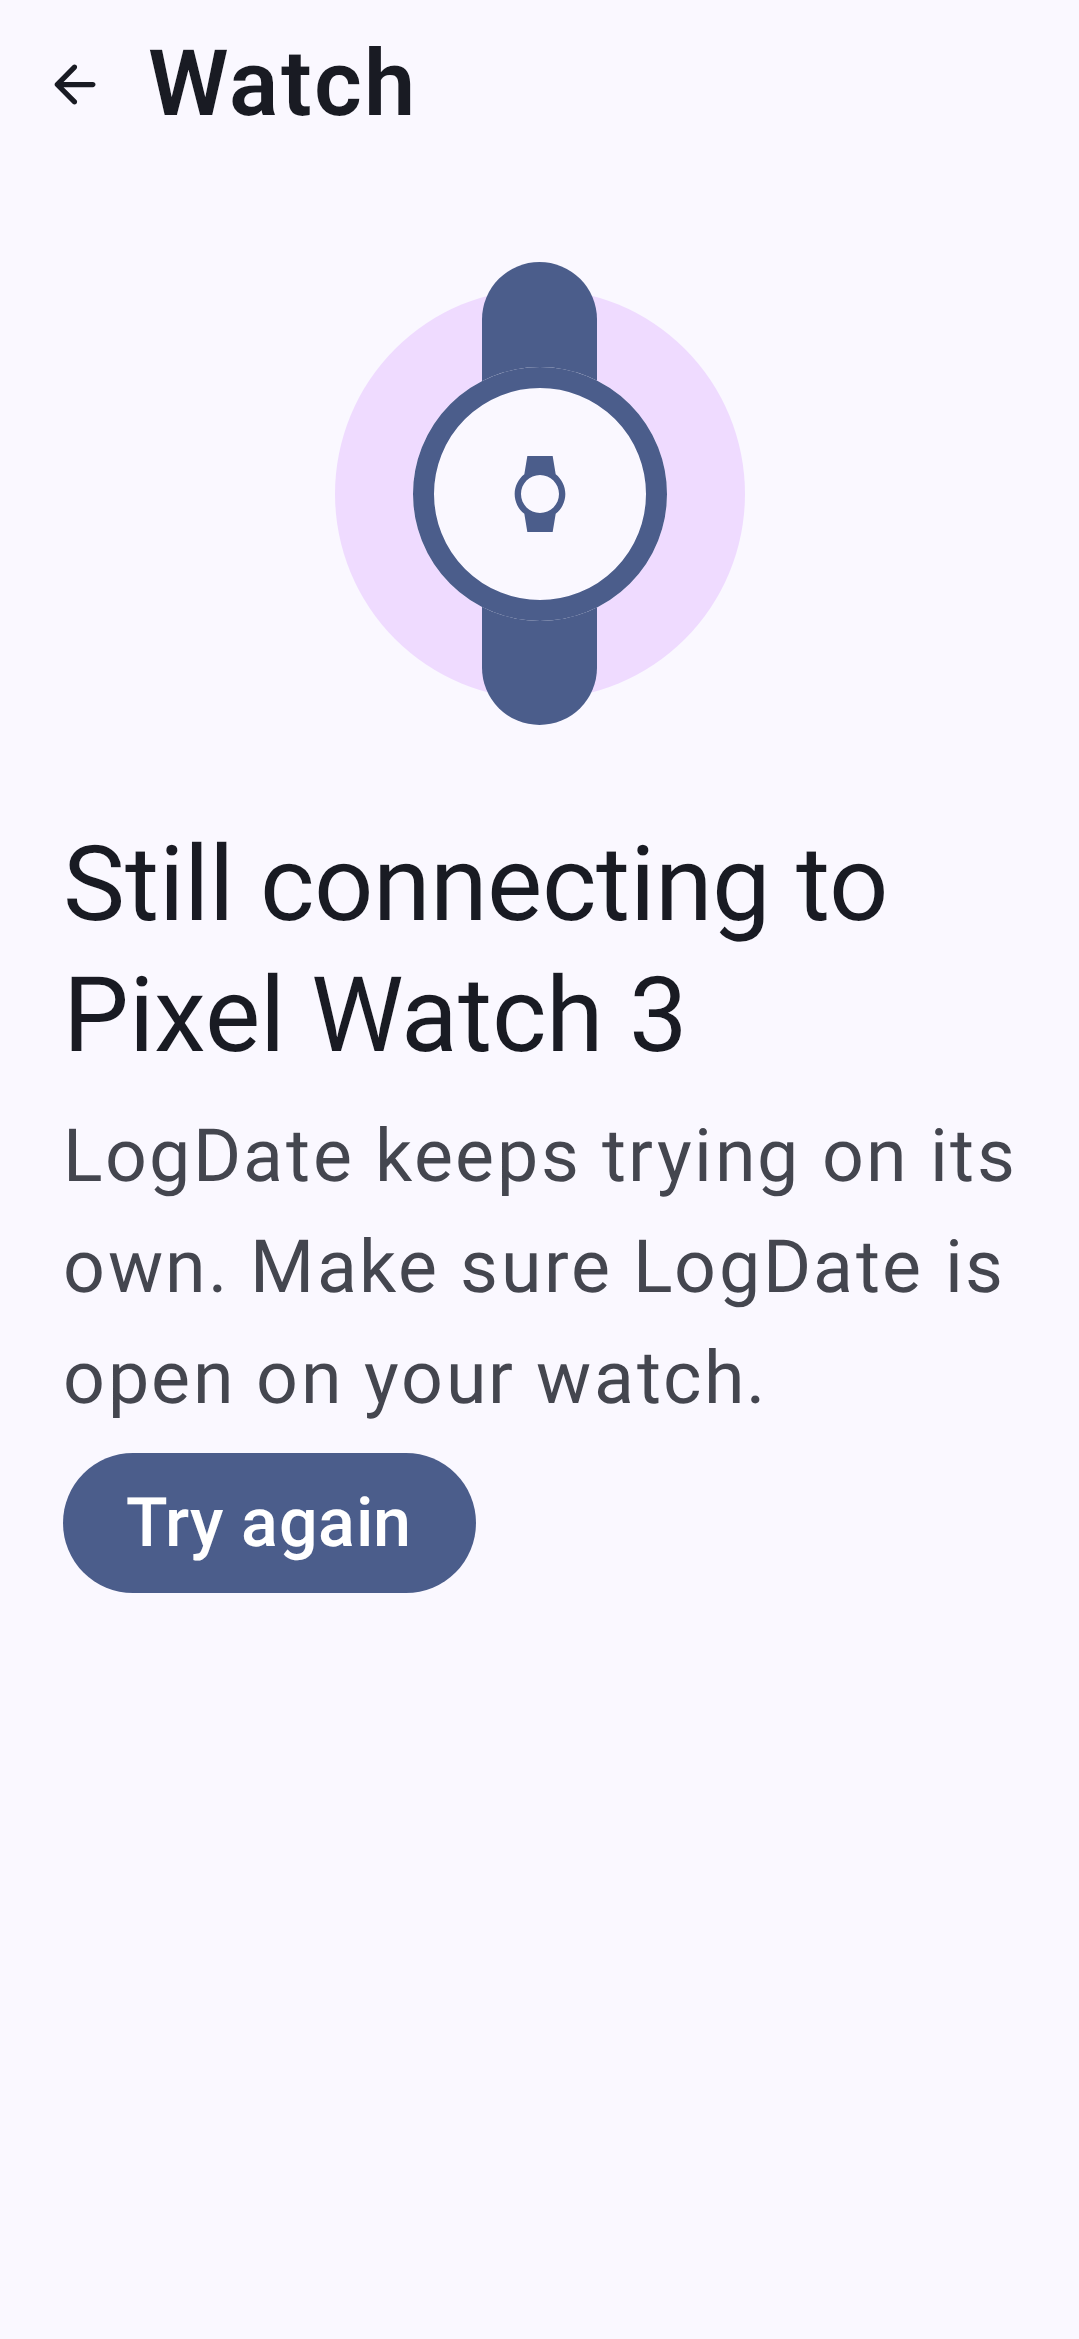 Watch
Still connecting to
Pixel Watch 3
LogDate keeps trying on its
own. Make sure LogDate is
open on your watch.
Try again